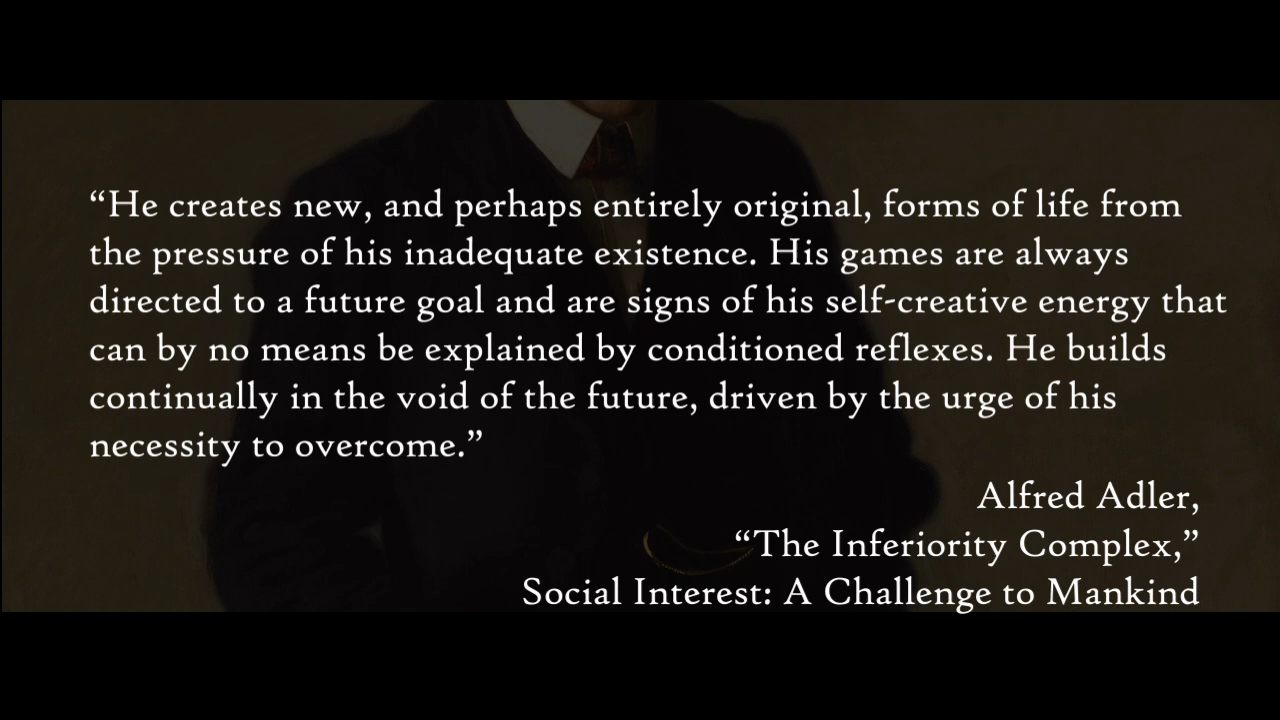 “He creates new, and perhaps entirely original, forms of life from
the pressure of his inadequate existence. His games are always
directed to a future goal and are signs of his self-creative energy that
can by no means be explained by conditioned reflexes. He builds
continually in the void of the future, driven by the urge of his
necessity to overcome.”
Alfred Adler,
“The Inferiority Complex,”
Social Interest: A Challenge to Mankind